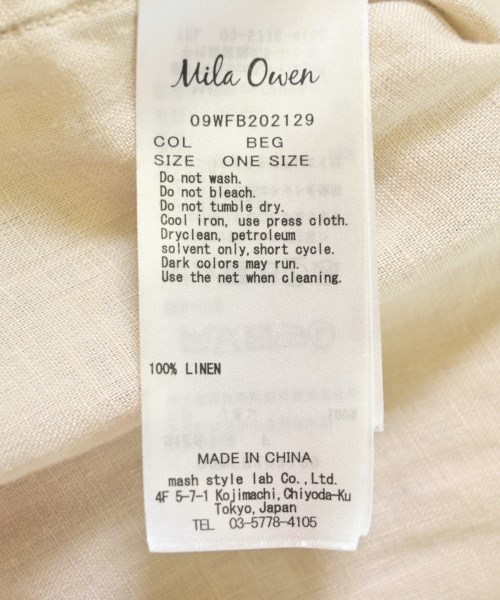 Mila Owen
09WFB202129
COL BEG
SIZE ONE SIZE
Do not wash.
Do not bleach.
Do not tumble dry.
Cool iron, use press cloth.
Dryclean, petroleum
solvent only,short cycle.
Dark colors may run.
Use the net when cleaning.
100% LINEN
MADE IN CHINA
mash style lab Co.,Ltd.
4F 5-7-1 Kojimachi,Chiyoda-Ku
Tokyo,Japan
TEL 03-5778-4105